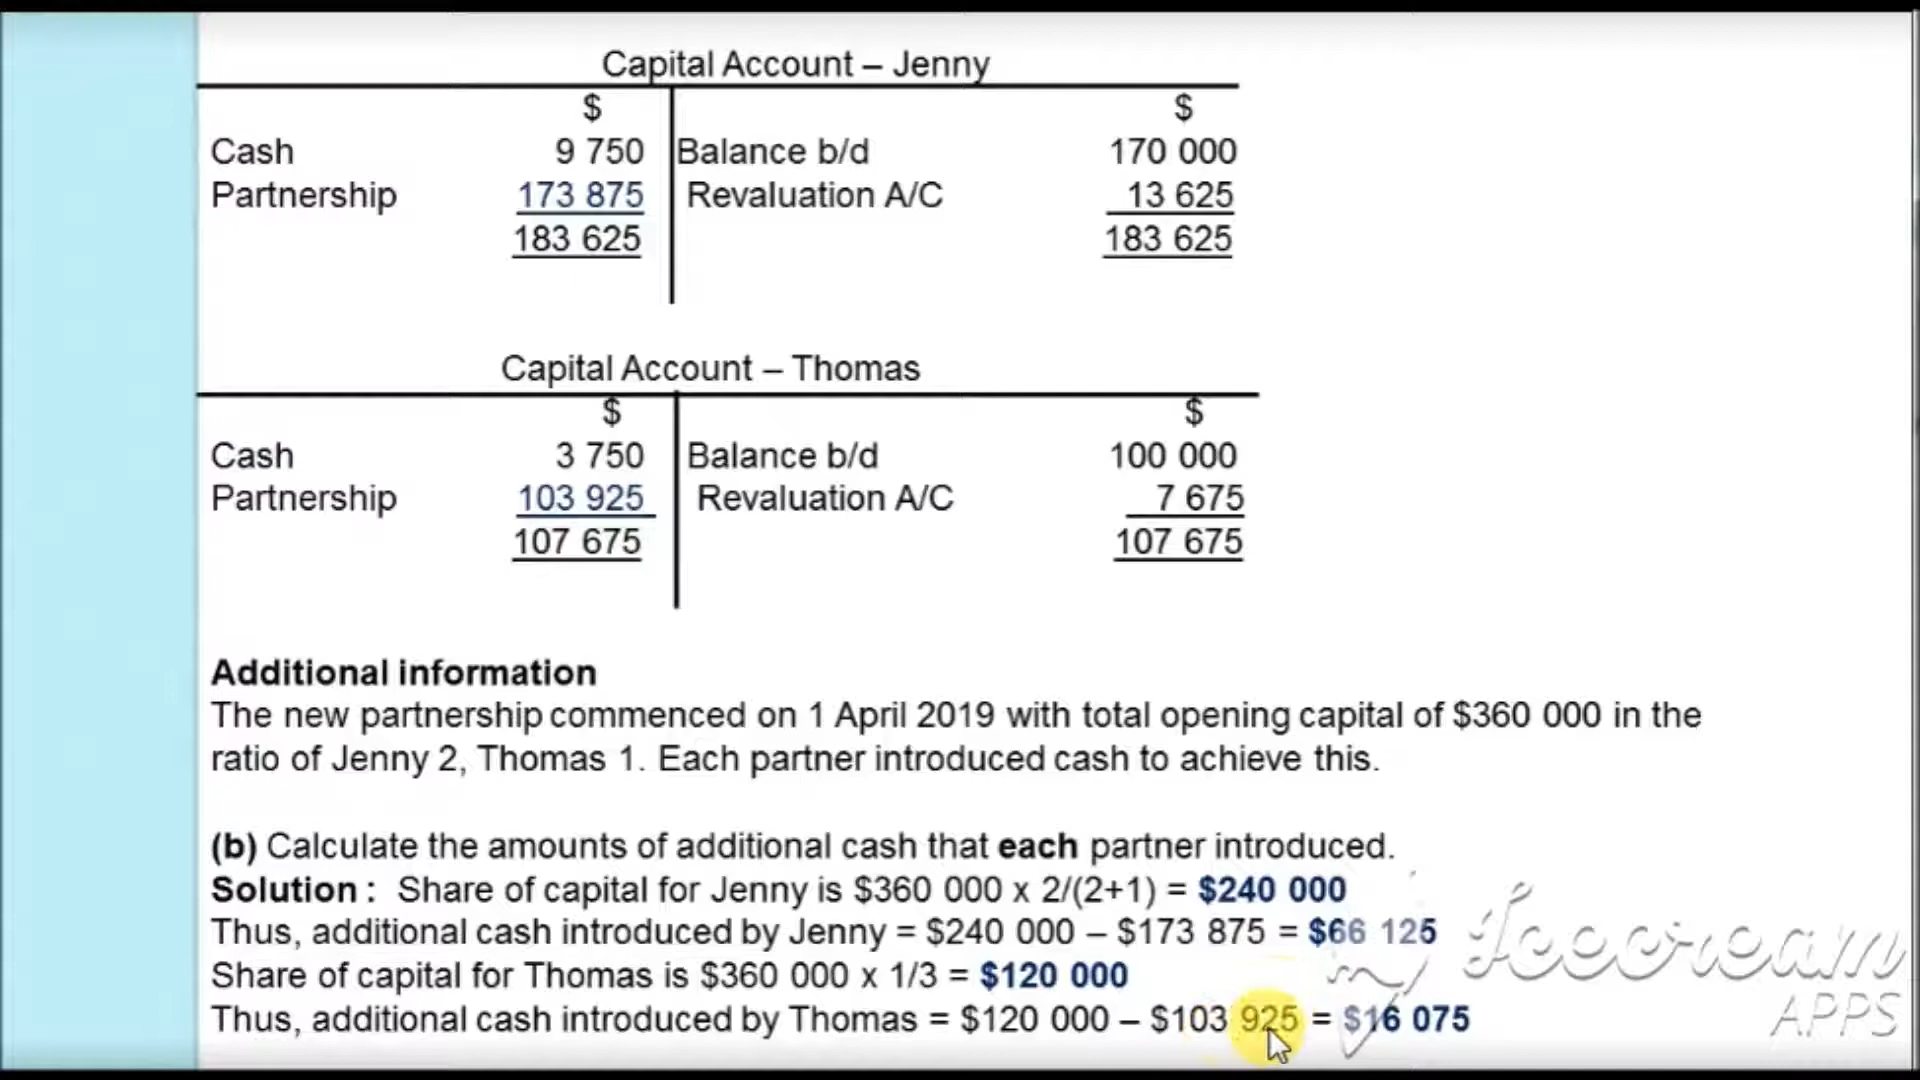 Capital Account – Jenny
$ $
Cash 9 750 Balance b/d 170 000
Partnership 173 875 Revaluation A/C 13 625
183 625 183 625
Capital Account – Thomas
$ $
Cash 3 750 Balance b/d 100 000
Partnership 103 925 Revaluation A/C 7 675
107 675 107 675
Additional information
The new partnership commenced on 1 April 2019 with total opening capital of $360 000 in the
ratio of Jenny 2, Thomas 1. Each partner introduced cash to achieve this.
(b) Calculate the amounts of additional cash that each partner introduced.
Solution : Share of capital for Jenny is $360 000 x 2/(2+1) = $240 000
Thus, additional cash introduced by Jenny = $240 000 – $173 875 = $66 125
Share of capital for Thomas is $360 000 x 1/3 = $120 000
Thus, additional cash introduced by Thomas = $120 000 – $103 925 = $16 075
Icecream
APPS